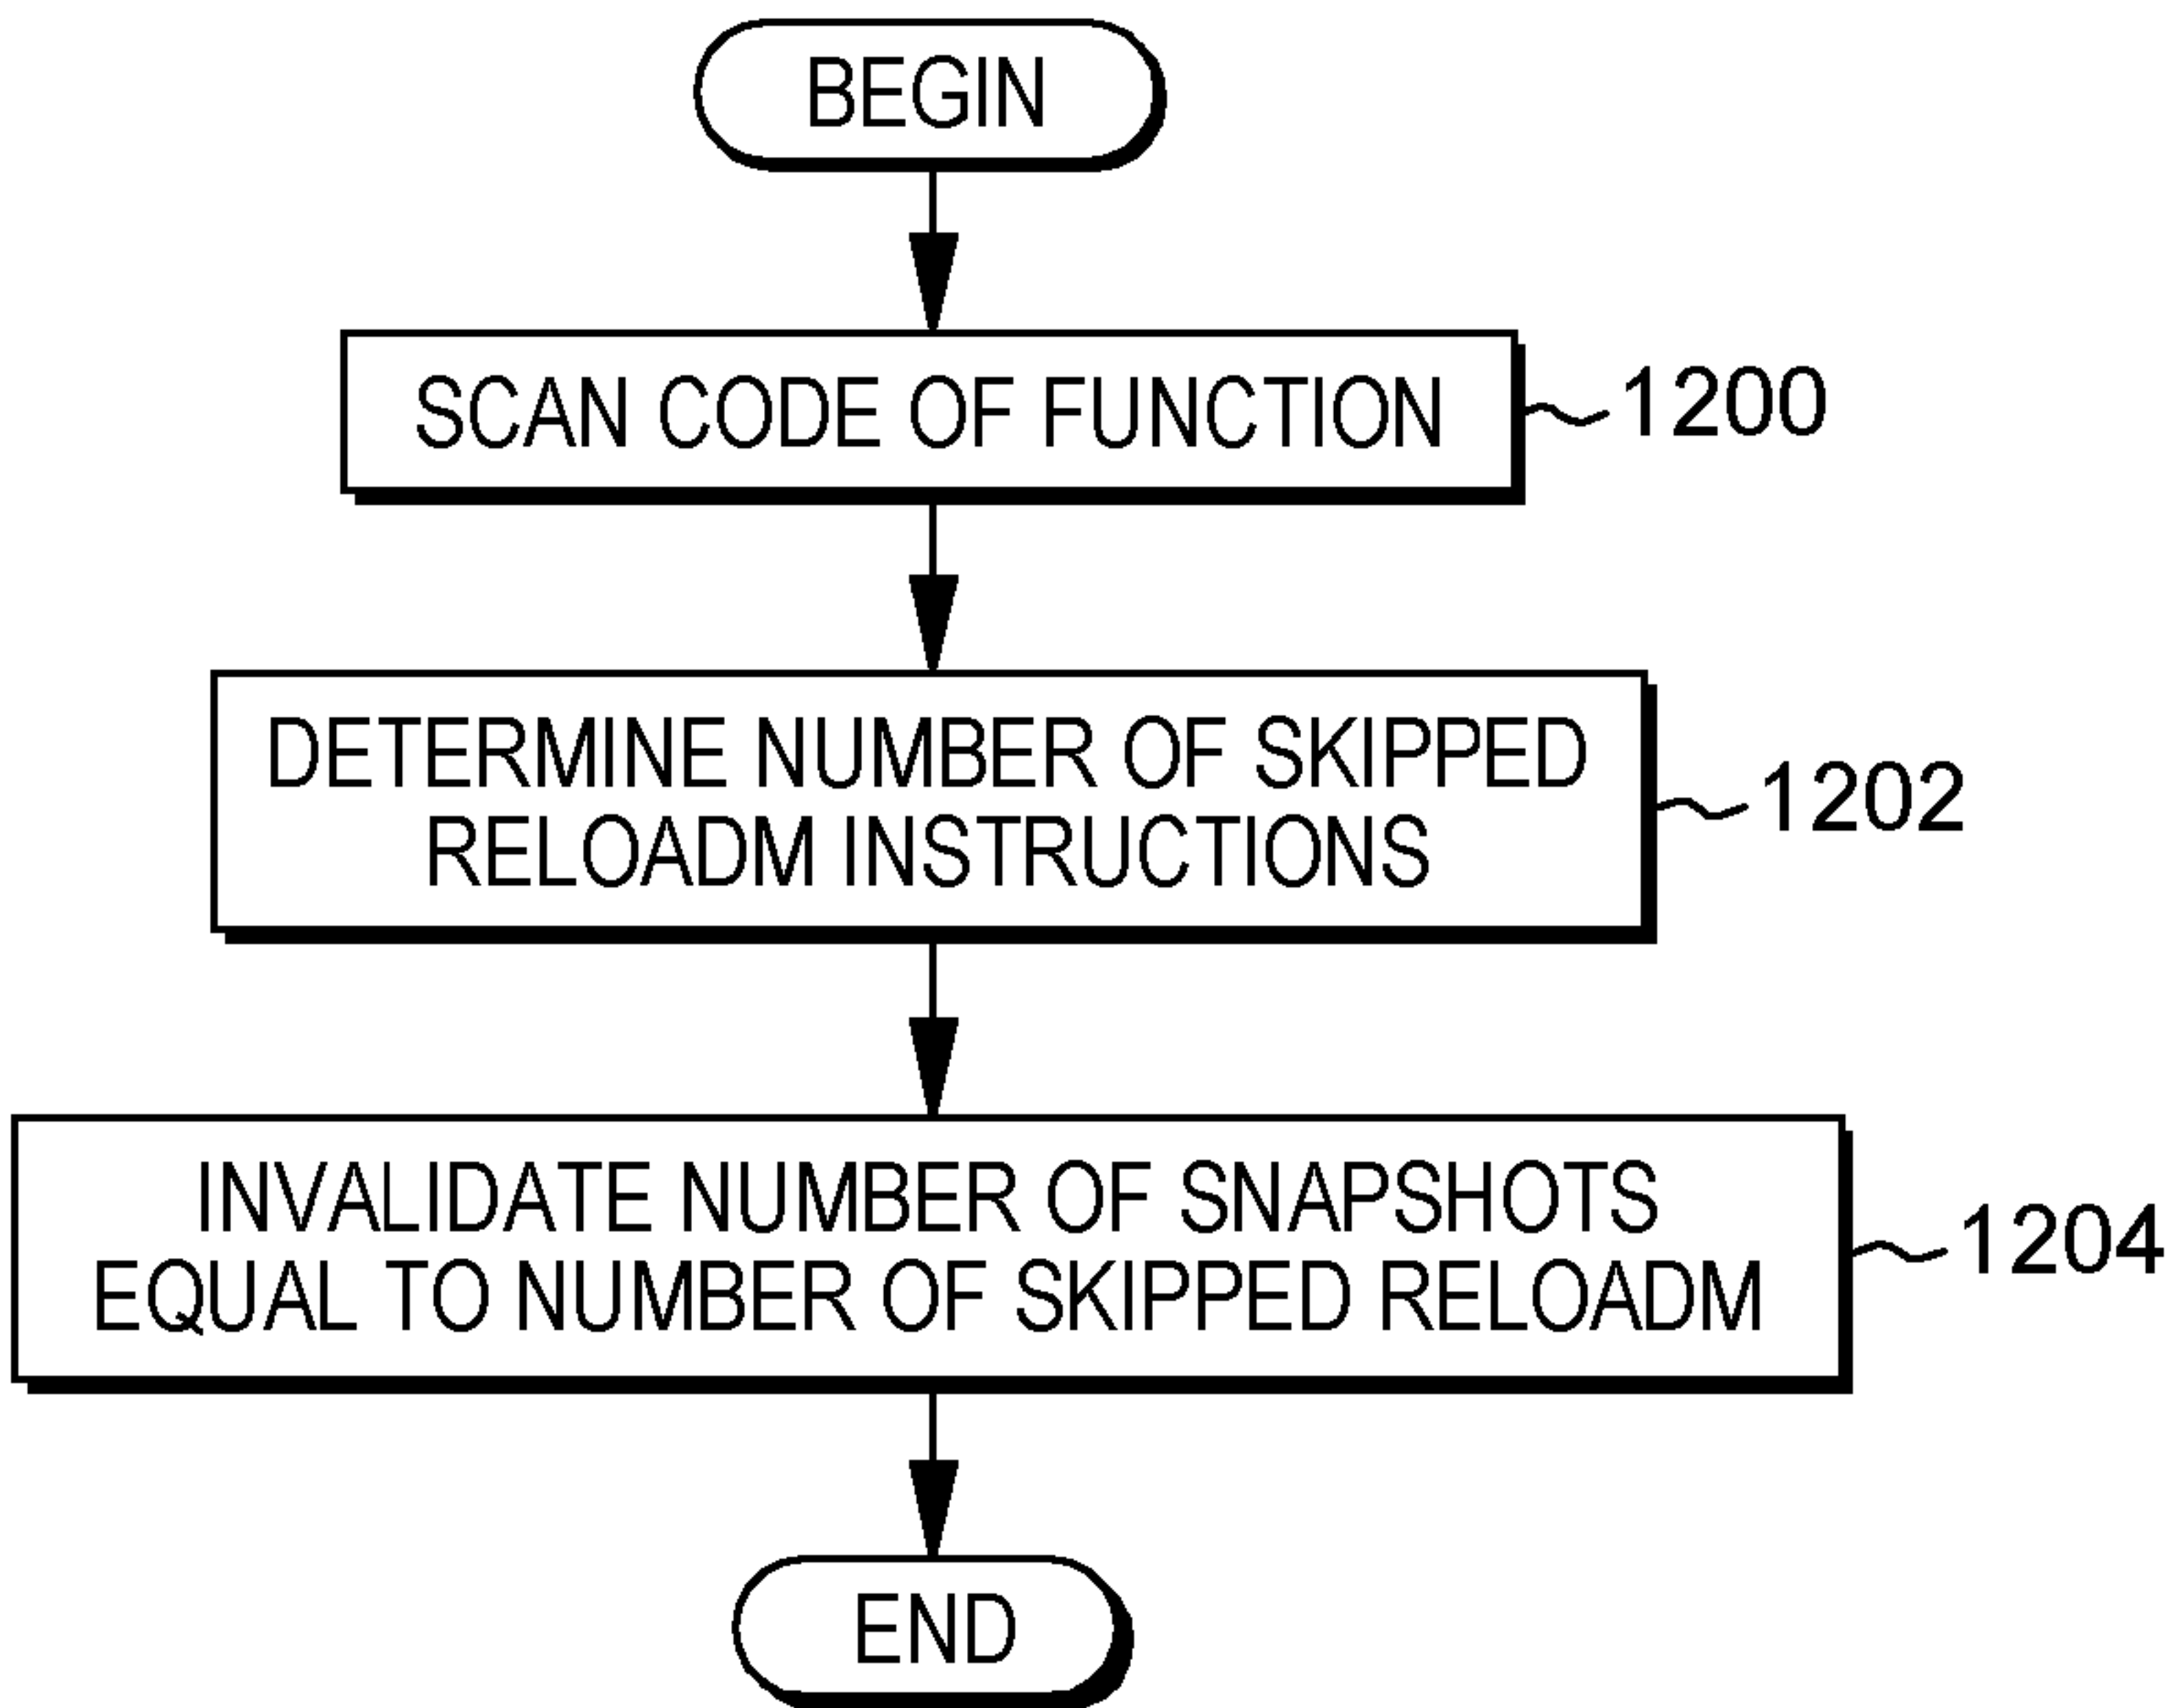 BEGIN
SCAN CODE OF FUNCTION
1200
DETERMINE NUMBER OF SKIPPED
RELOADM INSTRUCTIONS
1202
INVALIDATE NUMBER OF SNAPSHOTS
EQUAL TO NUMBER OF SKIPPED RELOADM
1204
END